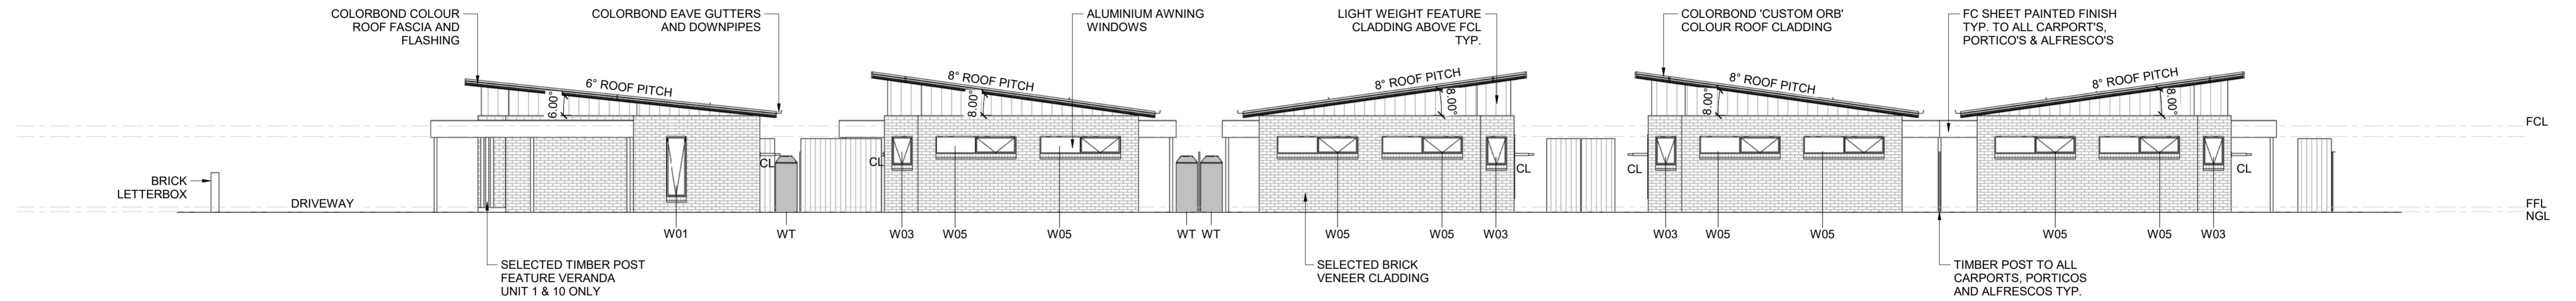 COLORBOND COLOUR
ROOF FASCIA AND
FLASHING
COLORBOND EAVE GUTTERS
AND DOWNPIPES
ALUMINIUM AWNING
WINDOWS
LIGHT WEIGHT FEATURE
CLADDING ABOVE FCL
TYP.
COLORBOND 'CUSTOM ORB'
COLOUR ROOF CLADDING
FC SHEET PAINTED FINISH
TYP. TO ALL CARPORT'S,
PORTICO'S & ALFRESCO'S
6° ROOF PITCH
8° ROOF PITCH
8° ROOF PITCH
8° ROOF PITCH
8° ROOF PITCH
6.00°
8.00°
8.00°
8.00°
8.00°
FCL
CL
CL
CL
CL
CL
BRICK
LETTERBOX
DRIVEWAY
FFL
NGL
W01
WT
W03
W05
W05
WT
WT
W05
W05
W03
W03
W05
W05
W05
W05
W03
SELECTED TIMBER POST
FEATURE VERANDA
UNIT 1 & 10 ONLY
SELECTED BRICK
VENEER CLADDING
TIMBER POST TO ALL
CARPORTS, PORTICOS
AND ALFRESCOS TYP.